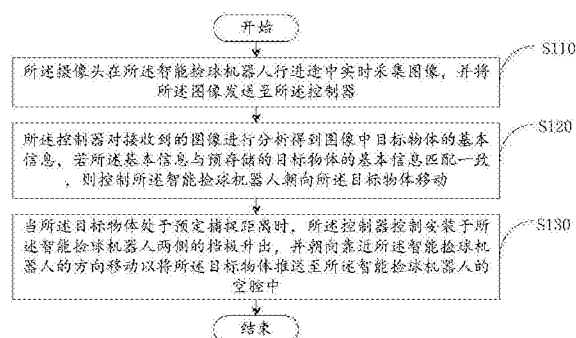 开始
S110
所述摄像头在所述智能捡球机器人行进途中实时采集图像，并将
所述图像发送至所述控制器
S120
所述控制器对接收到的图像进行分析得到图像中目标物体的基本
信息，若所述基本信息与预存储的目标物体的基本信息匹配一致
，则控制所述智能捡球机器人朝向所述目标物体移动
S130
当所述目标物体处于预定捕捉距离时，所述控制器控制安装于所
述智能捡球机器人两侧的挡板升出，并朝向靠近所述智能捡球机
器人的方向移动以将所述目标物体推送至所述智能捡球机器人的
空腔中
结束